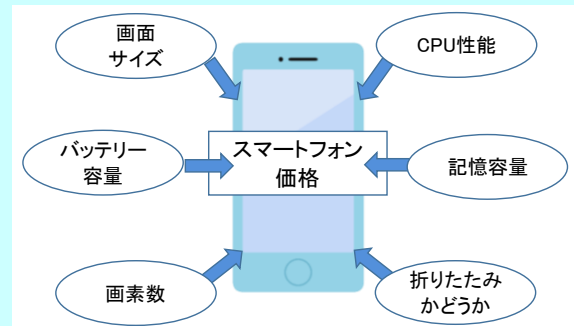 画面
サイズ
CPU性能
バッテリー
容量
スマートフォン
価格
記憶容量
画素数
折りたたみ
かどうか